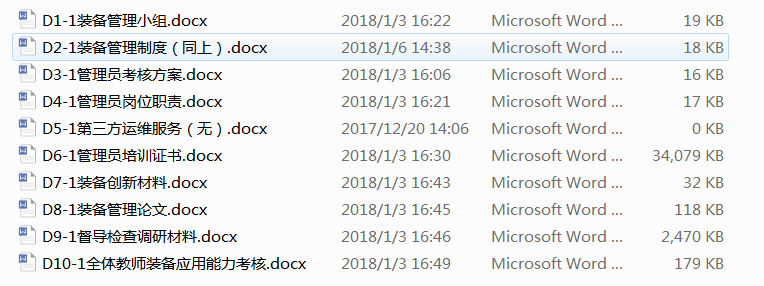 D1-1装备管理小组.docx 2018/1/3 16:22 Microsoft Word ... 19 KB
D2-1装备管理制度（同上）.docx 2018/1/6 14:38 Microsoft Word ... 18 KB
D3-1管理员考核方案.docx 2018/1/3 16:06 Microsoft Word ... 16 KB
D4-1管理员岗位职责.docx 2018/1/3 16:21 Microsoft Word ... 17 KB
D5-1第三方运维服务（无）.docx 2017/12/20 14:06 Microsoft Word ... 0 KB
D6-1管理员培训证书.docx 2018/1/3 16:30 Microsoft Word ... 34,079 KB
D7-1装备创新材料.docx 2018/1/3 16:43 Microsoft Word ... 32 KB
D8-1装备管理论文.docx 2018/1/3 16:45 Microsoft Word ... 118 KB
D9-1督导检查调研材料.docx 2018/1/3 16:46 Microsoft Word ... 2,470 KB
D10-1全体教师装备应用能力考核.docx 2018/1/3 16:49 Microsoft Word ... 179 KB